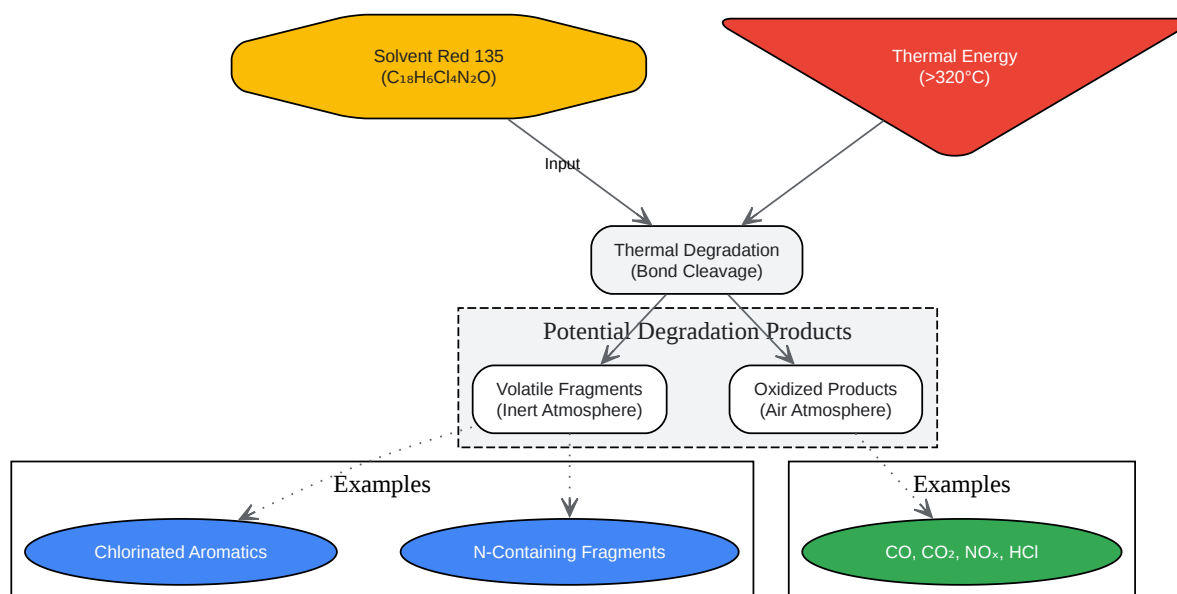 Solvent Red 135
(C₁₈H₆Cl₄N₂O)
Thermal Energy
(>320°C)
Input
Thermal Degradation
(Bond Cleavage)
Potential Degradation Products
Volatile Fragments
(Inert Atmosphere)
Oxidized Products
(Air Atmosphere)
Examples
Examples
Chlorinated Aromatics
N-Containing Fragments
CO, CO₂, NOₓ, HCl